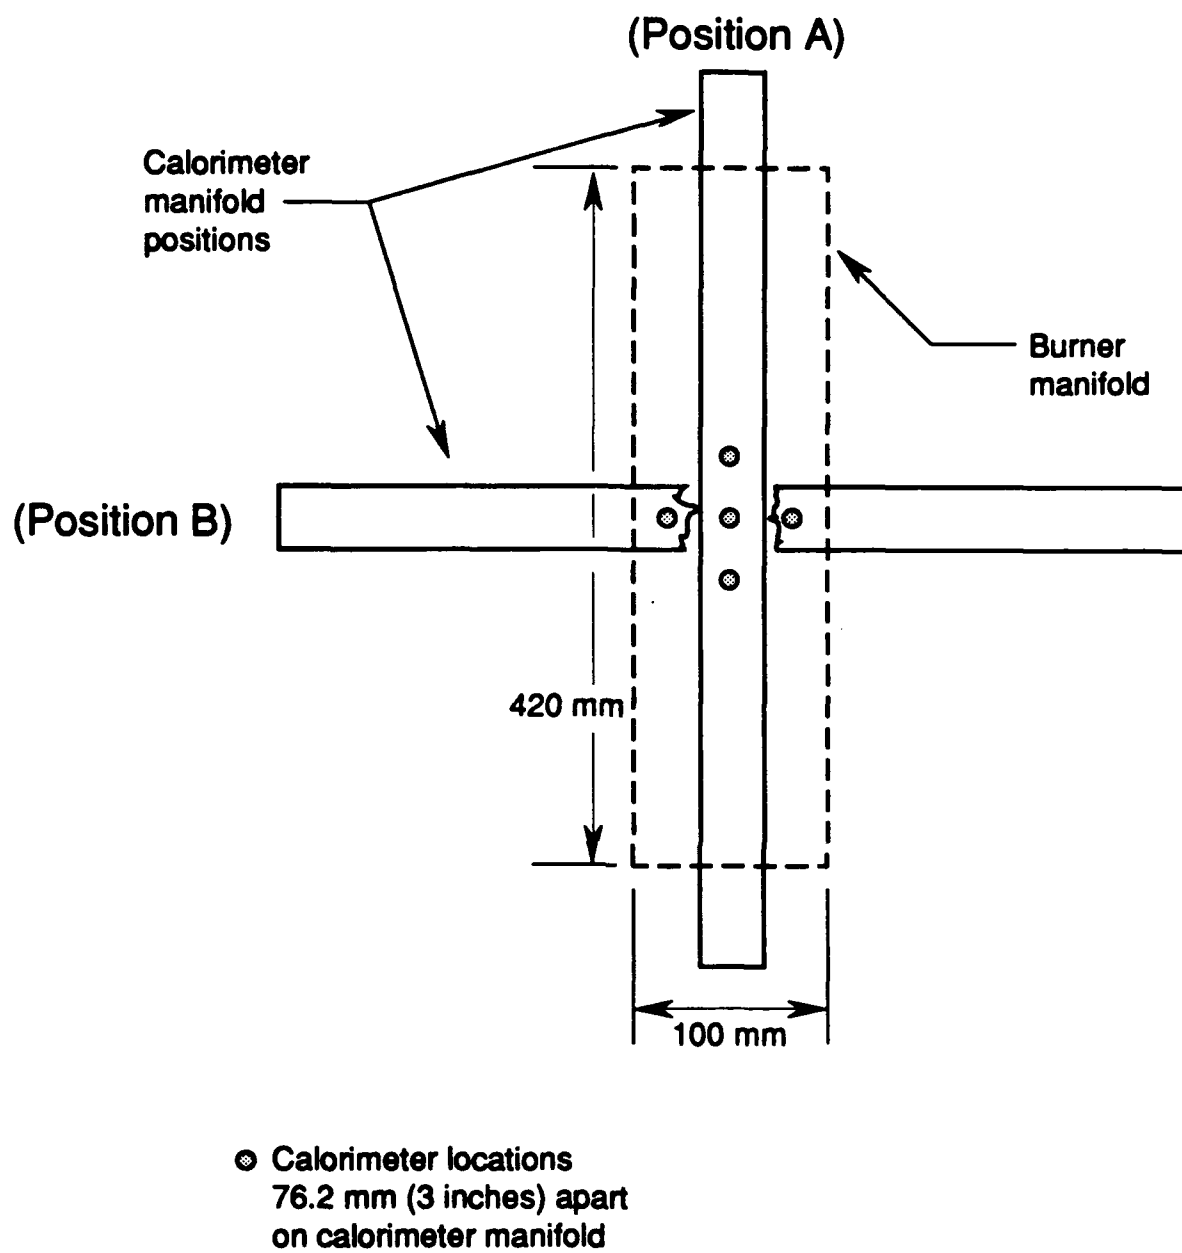 (Position A)
Calorimeter
manifold
positions
Burner
manifold
(Position B)
420 mm
100 mm
Calorimeter locations
76.2 mm (3 inches) apart
on calorimeter manifold